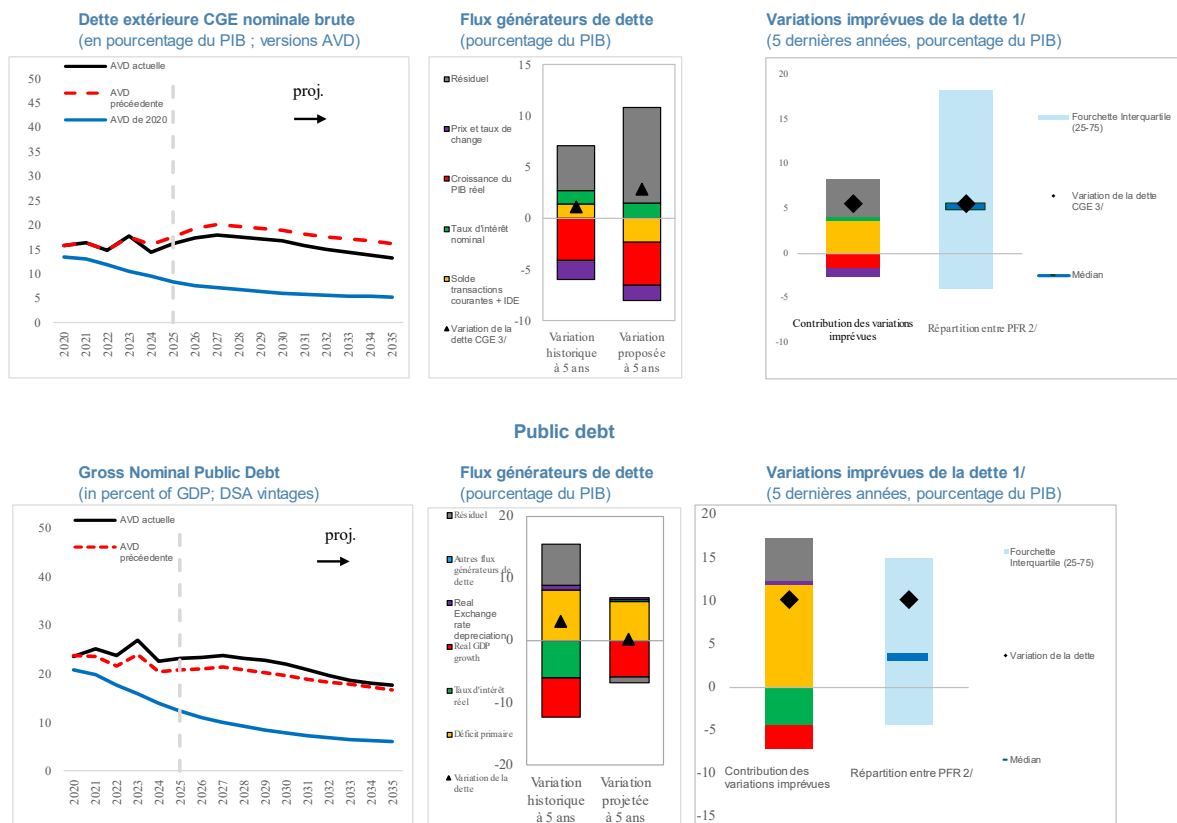 Dette extérieure CGE nominale brute
(en pourcentage du PIB ; versions AVD)
AVD actuelle
AVD
précéedente
AVD de 2020
proj.
50
45
40
35
30
25
20
15
10
5
0
2020
2021
2022
2023
2024
2025
2026
2027
2028
2029
2030
2031
2032
2033
2034
2035
Flux générateurs de dette
(pourcentage du PIB)
Résiduel
Prix et taux de
change
Croissance du
PIB réel
Taux d'intérêt
nominal
Solde
transactions
courantes + IDE
Variation de la
dette CGE 3/
15
10
5
0
-5
-10
Variation
historique
à 5 ans
Variation
proposée
à 5 ans
Variations imprévues de la dette 1/
(5 dernières années, pourcentage du PIB)
20
15
10
5
0
-5
-10
Contribution des variations
imprévues
Répartition entre PFR 2/
Fourchette Interquartile
(25-75)
Variation de la dette
CGE 3/
Médian
Public debt
Gross Nominal Public Debt
(in percent of GDP; DSA vintages)
AVD actuelle
AVD
précéedente
proj.
50
40
30
20
10
0
2020
2021
2022
2023
2024
2025
2026
2027
2028
2029
2030
2031
2032
2033
2034
2035
Flux générateurs de dette
(pourcentage du PIB)
Résiduel
Autres flux
générateurs de
dette
Real
Exchange
rate
depreciation
Real GDP
growth
Taux d'intérêt
réel
Déficit primaire
Variation de la
dette
20
10
0
-10
-20
Variation
historique
à 5 ans
Variation
projetée
à 5 ans
Variations imprévues de la dette 1/
(5 dernières années, pourcentage du PIB)
20
15
10
5
0
-5
-10
-15
Contribution des
variations imprévues
Répartition entre PFR 2/
Fourchette
Interquartile (25-75)
Variation de la dette
Médian